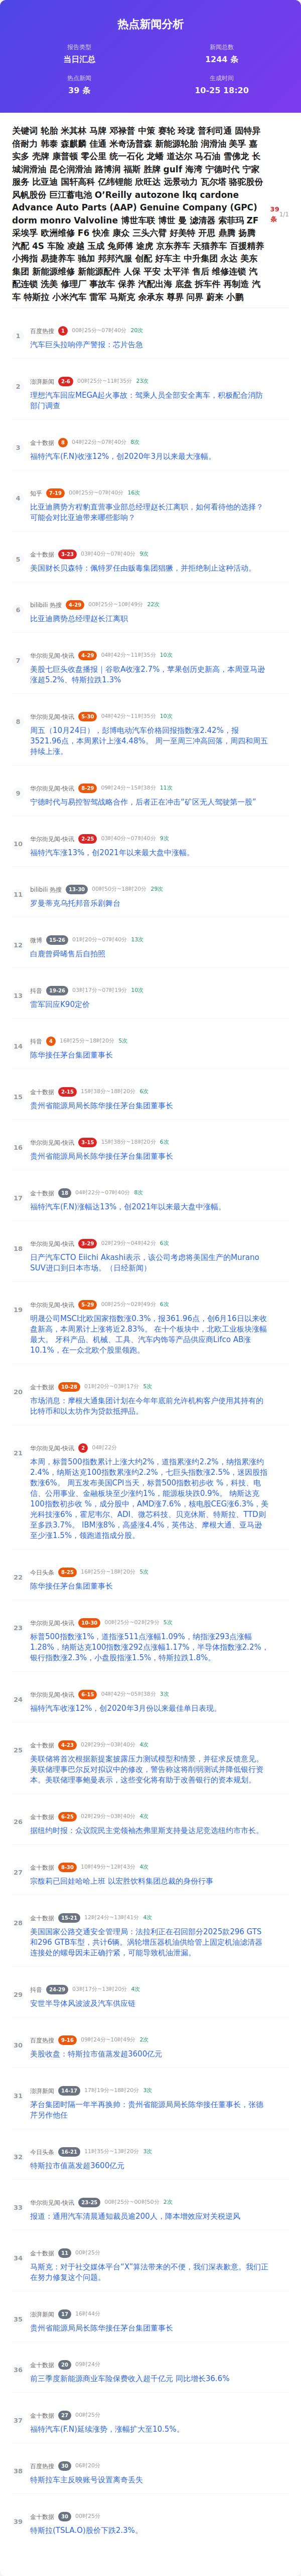 热点新闻分析
报告类型
当日汇总
新闻总数
1244 条
热点新闻
39 条
生成时间
10-25 18:20
关键词 轮胎 米其林 马牌 邓禄普 中策 赛轮 玲珑 普利司通 固特异
倍耐力 韩泰 森麒麟 佳通 米奇汤普森 新能源轮胎 润滑油 美孚 嘉
实多 壳牌 康普顿 零公里 统一石化 龙蟠 道达尔 马石油 雪佛龙 长
城润滑油 昆仑润滑油 路博润 福斯 胜牌 gulf 海湾 宁德时代 宁家
服务 比亚迪 国轩高科 亿纬锂能 欣旺达 远景动力 瓦尔塔 骆驼股份
风帆股份 巨江蓄电池 O’Reilly autozone lkq cardone
Advance Auto Parts (AAP) Genuine Company (GPC)
dorm monro Valvoline 博世车联 博世 曼 滤清器 索菲玛 ZF
采埃孚 欧洲维修 F6 快准 康众 三头六臂 好美特 开思 鼎腾 扬腾
汽配 4S 车险 凌越 玉成 兔师傅 途虎 京东养车 天猫养车 百援精养
小拇指 易捷养车 驰加 邦邦汽服 创配 好车主 中升集团 永达 美东
集团 新能源维修 新能源配件 人保 平安 太平洋 售后 维修连锁 汽
配连锁 洗美 修理厂 事故车 保养 汽配出海 底盘 拆车件 再制造 汽
车 特斯拉 小米汽车 雷军 马斯克 余承东 尊界 问界 蔚来 小鹏
39
条
1/1
1
百度热搜 1 00时25分~07时40分 20次
汽车巨头拉响停产警报：芯片告急
2
澎湃新闻 2-6 00时25分~11时35分 23次
理想汽车回应MEGA起火事故：驾乘人员全部安全离车，积极配合消防
部门调查
3
金十数据 8 04时22分~07时40分 8次
福特汽车(F.N)收涨12%，创2020年3月以来最大涨幅。
4
知乎 7-19 00时25分~07时40分 16次
比亚迪腾势方程豹直营事业部总经理赵长江离职，如何看待他的选择？
可能会对比亚迪带来哪些影响？
5
金十数据 3-23 03时40分~07时40分 9次
美国财长贝森特：佩特罗任由贩毒集团猖獗，并拒绝制止这种活动。
6
bilibili 热搜 4-29 00时25分~10时49分 22次
比亚迪腾势总经理赵长江离职
7
华尔街见闻-快讯 4-29 04时42分~11时35分 10次
美股七巨头收盘播报｜谷歌A收涨2.7%，苹果创历史新高，本周亚马逊
涨超5.2%、特斯拉跌1.3%
8
华尔街见闻-快讯 5-30 04时42分~11时35分 10次
周五（10月24日），彭博电动汽车价格回报指数涨2.42%，报
3521.96点，本周累计上涨4.48%。 周一至周三冲高回落，周四和周五
持续上涨。
9
华尔街见闻-快讯 8-29 09时24分~15时38分 11次
宁德时代与易控智驾战略合作，后者正在冲击“矿区无人驾驶第一股”
10
华尔街见闻-快讯 2-25 03时40分~07时40分 9次
福特汽车涨13%，创2021年以来最大盘中涨幅。
11
bilibili 热搜 13-30 00时50分~18时20分 29次
罗曼蒂克乌托邦音乐剧舞台
12
微博 15-26 01时20分~07时40分 13次
白鹿曾舜晞售后自拍照
13
抖音 19-26 03时17分~07时19分 10次
雷军回应K90定价
14
抖音 4 16时25分~18时20分 5次
陈华接任茅台集团董事长
15
金十数据 2-15 15时38分~18时20分 6次
贵州省能源局局长陈华接任茅台集团董事长
16
华尔街见闻-快讯 3-15 15时38分~18时20分 6次
贵州省能源局局长陈华接任茅台集团董事长
17
金十数据 18 04时22分~07时40分 8次
福特汽车(F.N)涨幅达13%，创2021年以来最大盘中涨幅。
18
华尔街见闻-快讯 3-29 02时29分~04时42分 6次
日产汽车CTO Eiichi Akashi表示，该公司考虑将美国生产的Murano
SUV进口到日本市场。（日经新闻）
19
华尔街见闻-快讯 5-29 00时25分~02时49分 6次
明晟公司MSCI北欧国家指数涨0.3%，报361.96点，创6月16日以来收
盘新高，本周累计上涨将近2.83%。 在十个板块中，北欧工业板块涨幅
最大。 牙科产品、机械、工具、汽车内饰等产品供应商Lifco AB涨
10.1%，在一众北欧个股里领跑。
20
金十数据 10-28 01时20分~03时17分 5次
市场消息：摩根大通集团计划在今年年底前允许机构客户使用其持有的
比特币和以太坊作为贷款抵押品。
21
华尔街见闻-快讯 2 04时22分
本周，标普500指数累计上涨大约2%，道指累涨约2.2%，纳指累涨约
2.4%，纳斯达克100指数累涨约2.2%，七巨头指数涨2.5%，迷因股指
数涨6%。 周五发布美国CPI当天，标普500指数初步收 %，科技、电
信、公用事业、金融板块至少涨约1%，能源板块跌0.9%。 纳斯达克
100指数初步收 %，成分股中，AMD涨7.6%，核电股CEG涨6.3%，美
光科技涨6%，霍尼韦尔、ADI、微芯科技、贝克休斯、特斯拉、TTD则
至多跌3.7%。 IBM涨8%，高盛涨4.4%，英伟达、摩根大通、亚马逊
至少涨1.5%，领跑道指成分股。
22
今日头条 8-25 16时25分~18时20分 5次
陈华接任茅台集团董事长
23
华尔街见闻-快讯 10-30 00时25分~02时29分 5次
标普500指数涨1%，道指涨511点涨幅1.09%，纳指涨293点涨幅
1.28%，纳斯达克100指数涨292点涨幅1.17%，半导体指数涨2.2%，
银行指数涨2.3%，小盘股指涨1.5%，特斯拉跌1.8%。
24
华尔街见闻-快讯 6-15 04时42分~05时38分 3次
福特汽车收涨12%，创2020年3月份以来最佳单日表现。
25
金十数据 4-23 02时29分~03时40分 4次
美联储将首次根据新提案披露压力测试模型和情景，并征求反馈意见。
美联储理事巴尔反对拟议中的修改，警告称这将削弱测试并降低银行资
本。美联储理事鲍曼表示，这些变化将有助于改善银行的资本规划。
26
金十数据 6-25 02时29分~03时40分 4次
据纽约时报：众议院民主党领袖杰弗里斯支持曼达尼竞选纽约市市长。
27
金十数据 8-30 10时49分~12时43分 4次
宗馥莉已回娃哈哈上班 以宏胜饮料集团总裁的身份行事
28
金十数据 15-21 12时24分~13时41分 4次
美国国家公路交通安全管理局：法拉利正在召回部分2025款296 GTS
和296 GTB车型，共计6辆。涡轮增压器机油供给管上固定机油滤清器
连接处的螺母因未正确拧紧，可能导致机油泄漏。
29
抖音 24-29 03时17分~13时20分 4次
安世半导体风波波及汽车供应链
30
百度热搜 9-16 09时24分~10时49分 2次
美股收盘：特斯拉市值蒸发超3600亿元
31
澎湃新闻 14-17 17时19分~18时20分 3次
茅台集团时隔一年半再换帅：贵州省能源局局长陈华接任董事长，张德
芹另作他任
32
今日头条 16-21 11时35分~13时20分 3次
特斯拉市值蒸发超3600亿元
33
华尔街见闻-快讯 23-25 00时25分~00时50分 2次
报道：通用汽车清晨通知裁员逾200人，降本增效应对关税逆风
34
金十数据 11 00时25分
马斯克：对于社交媒体平台“X”算法带来的不便，我们深表歉意。我们正
在努力修复这个问题。
35
澎湃新闻 17 16时44分
贵州省能源局局长陈华接任茅台集团董事长
36
金十数据 20 09时24分
前三季度新能源商业车险保费收入超千亿元 同比增长36.6%
37
金十数据 27 00时25分
福特汽车(F.N)延续涨势，涨幅扩大至10.5%。
38
百度热搜 30 06时20分
特斯拉车主反映账号设置离奇丢失
39
金十数据 30 00时25分
特斯拉(TSLA.O)股价下跌2.3%。